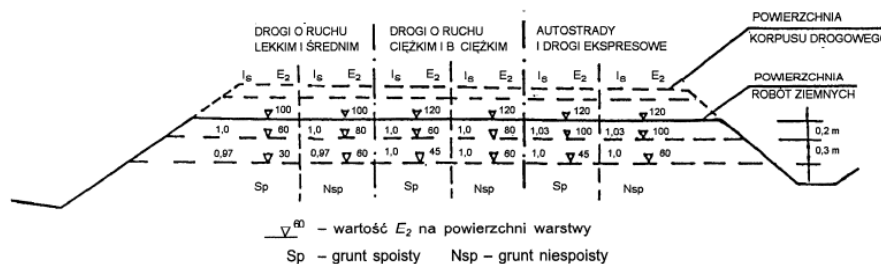 DROGI O RUCHU LEKKIM I ŚREDNIM
DROGI O RUCHU CIĘŻKIM I B CIĘŻKIM
AUTOSTRADY I DROGI EKSPRESOWE
POWIERZCHNIA KORPUSU DROGOWEGO
Is E2 Is E2 Is E2 Is E2 Is E2 Is E2
POWIERZCHNIA ROBÓT ZIEMNYCH
100 100 120 120 120 120
1,0 60 1,0 80 1,0 60 1,0 80 1,03 100 1,03 100 0,2 m
0,97 30 0,97 60 1,0 45 1,0 60 1,0 45 1,0 60 0,3 m
Sp Nsp Sp Nsp Sp Nsp
60 – wartość E2 na powierzchni warstwy
Sp – grunt spoisty Nsp – grunt niespoisty